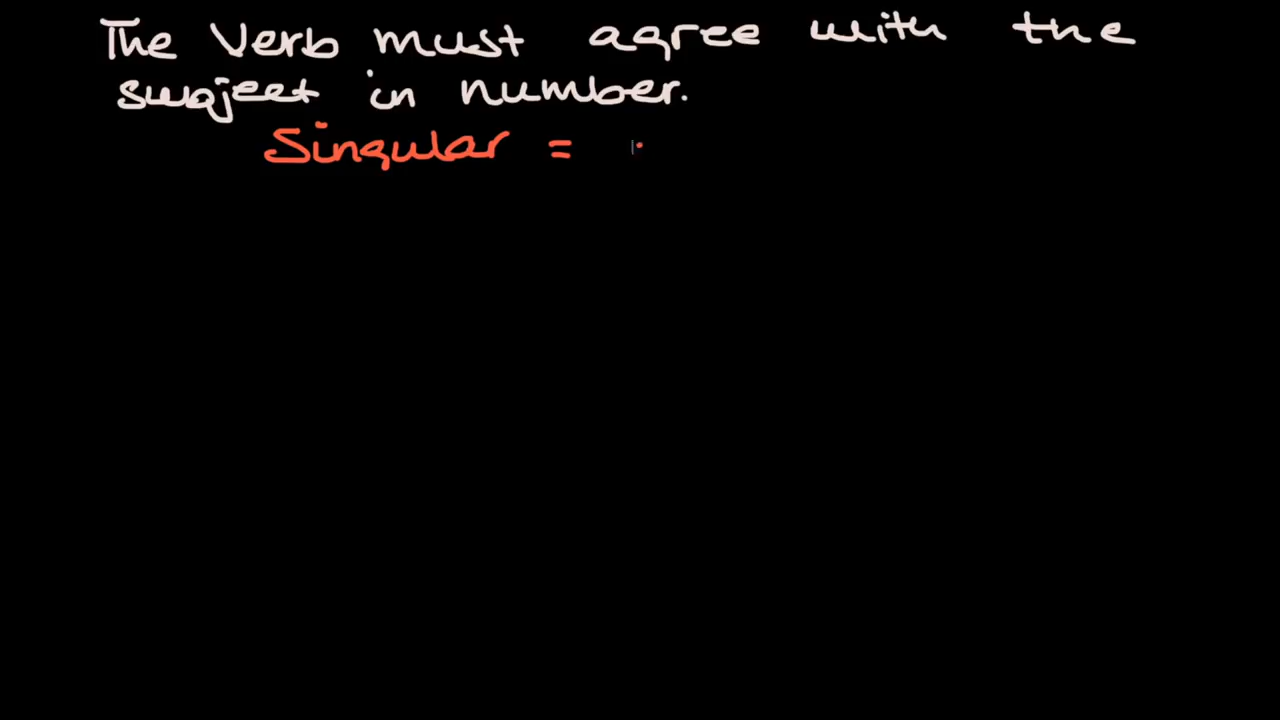 The Verb must agree with the
subject in number.
Singular =